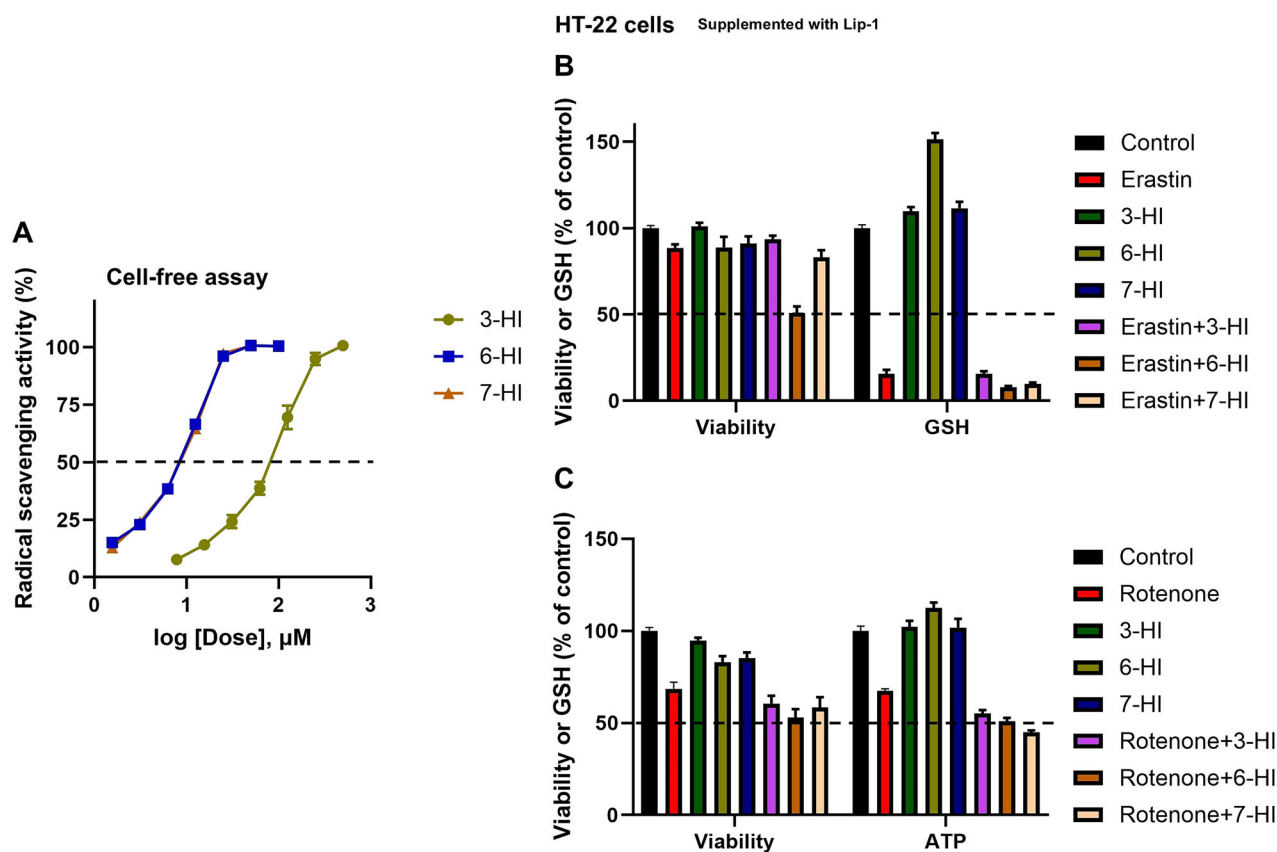 HT-22 cells Supplemented with Lip-1
A
Cell-free assay
Radical scavenging activity (%)
100
75
50
25
0
0 1 2 3
log [Dose], µM
3-HI
6-HI
7-HI
B
Viability or GSH (% of control)
150
100
50
0
Viability GSH
Control
Erastin
3-HI
6-HI
7-HI
Erastin+3-HI
Erastin+6-HI
Erastin+7-HI
C
Viability or GSH (% of control)
150
100
50
0
Viability ATP
Control
Rotenone
3-HI
6-HI
7-HI
Rotenone+3-HI
Rotenone+6-HI
Rotenone+7-HI